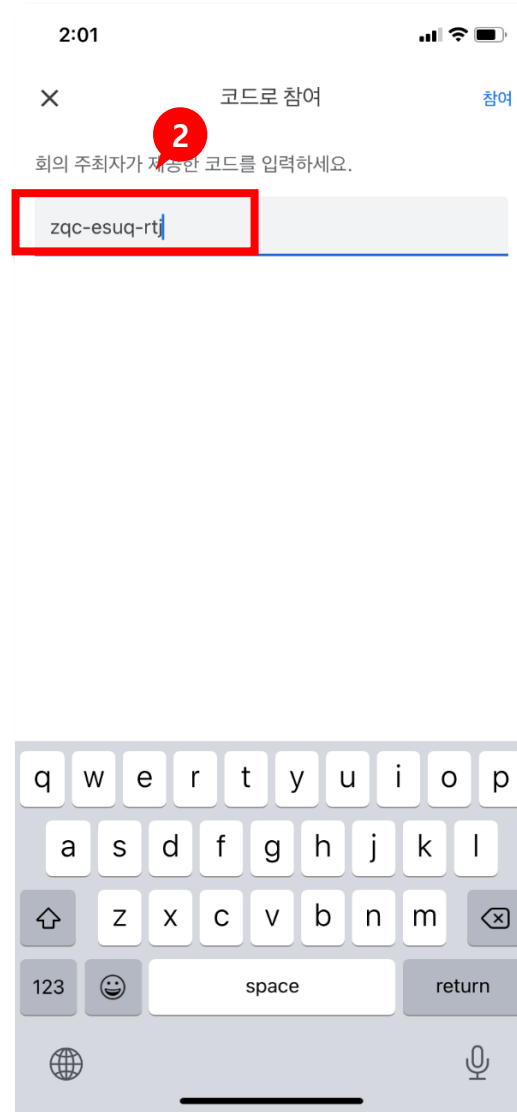 2:01
코드로 참여
참여
2
회의 주최자가 제공한 코드를 입력하세요.
zqc-esuq-rtj
q w e r t y u i o p
a s d f g h j k l
z x c v b n m
123 space return